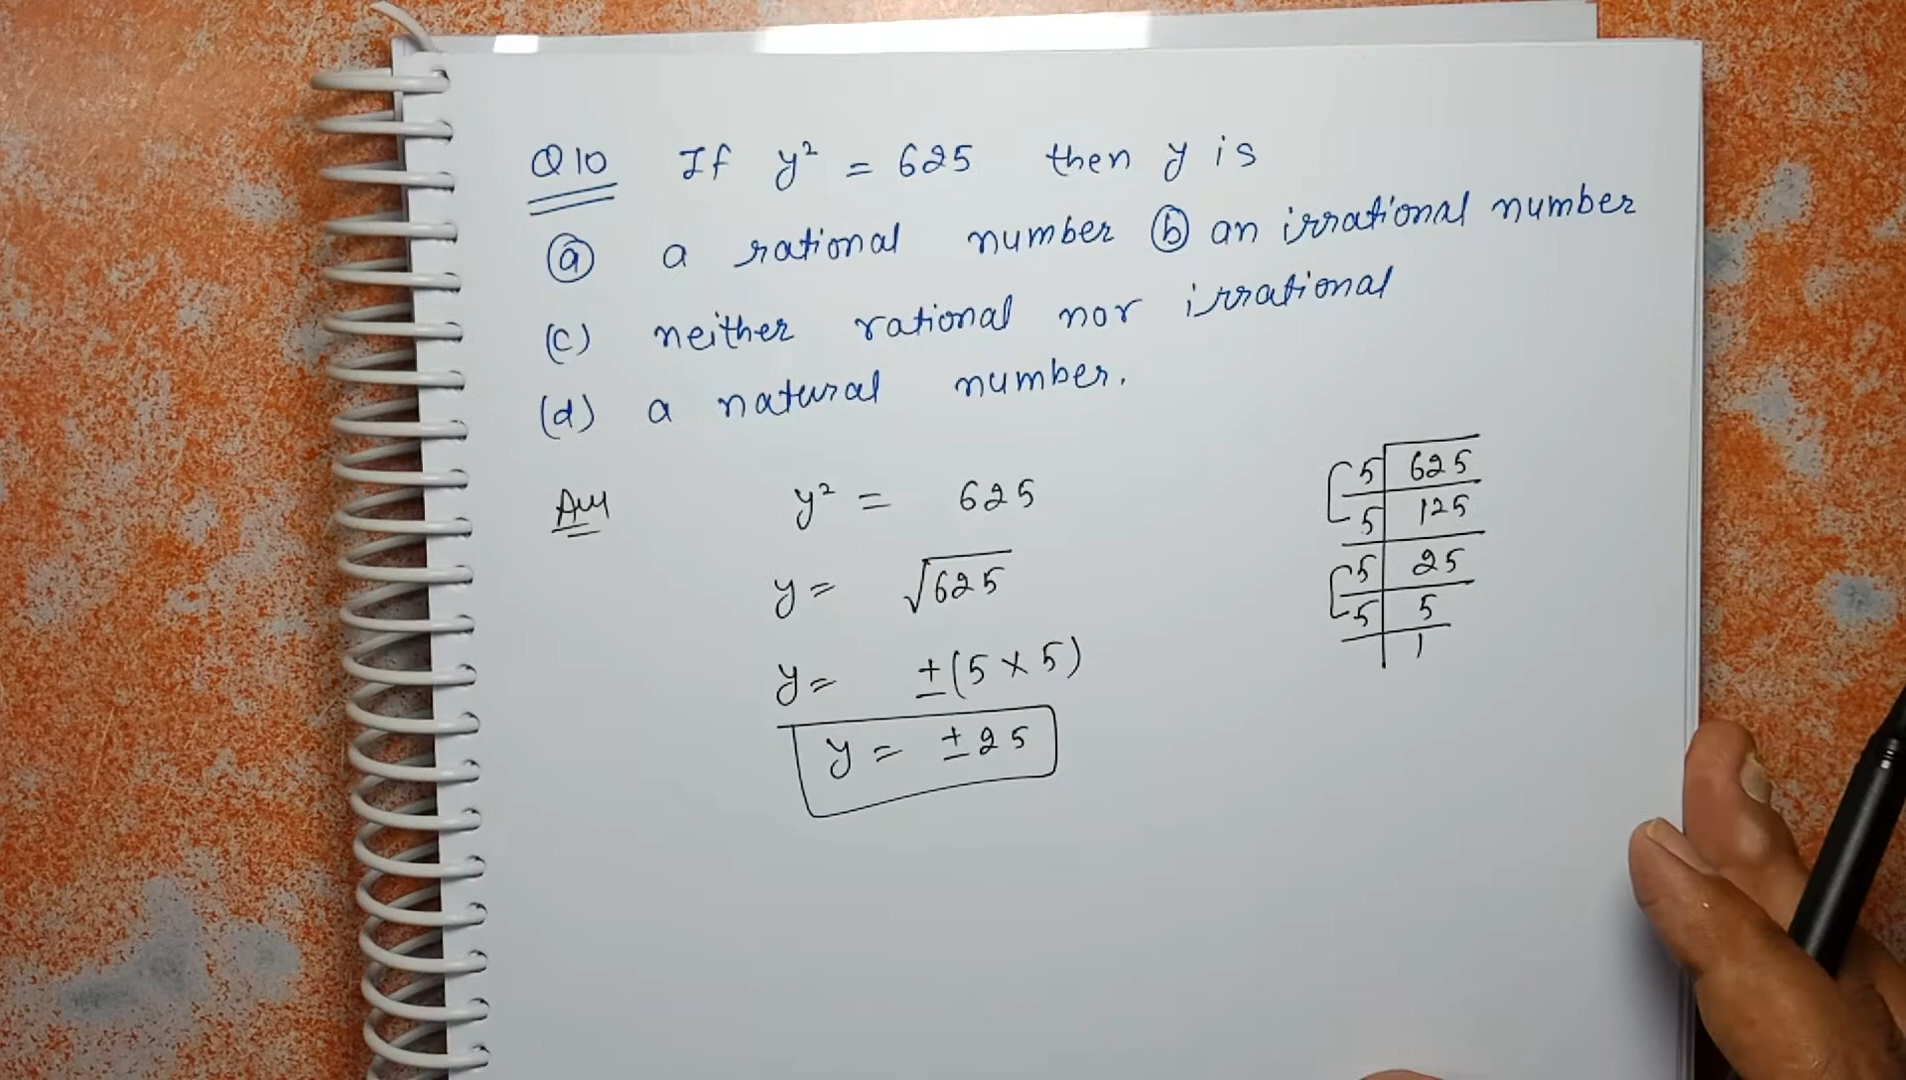 Q10 If y² = 625 then y is
ⓐ a rational number ⓑ an irrational number
(c) neither rational nor irrational
(d) a natural number.
Ans y² = 625
y = √625
y = ±(5 × 5)
y = ±25
5 | 625
5 | 125
5 | 25
5 | 5
1